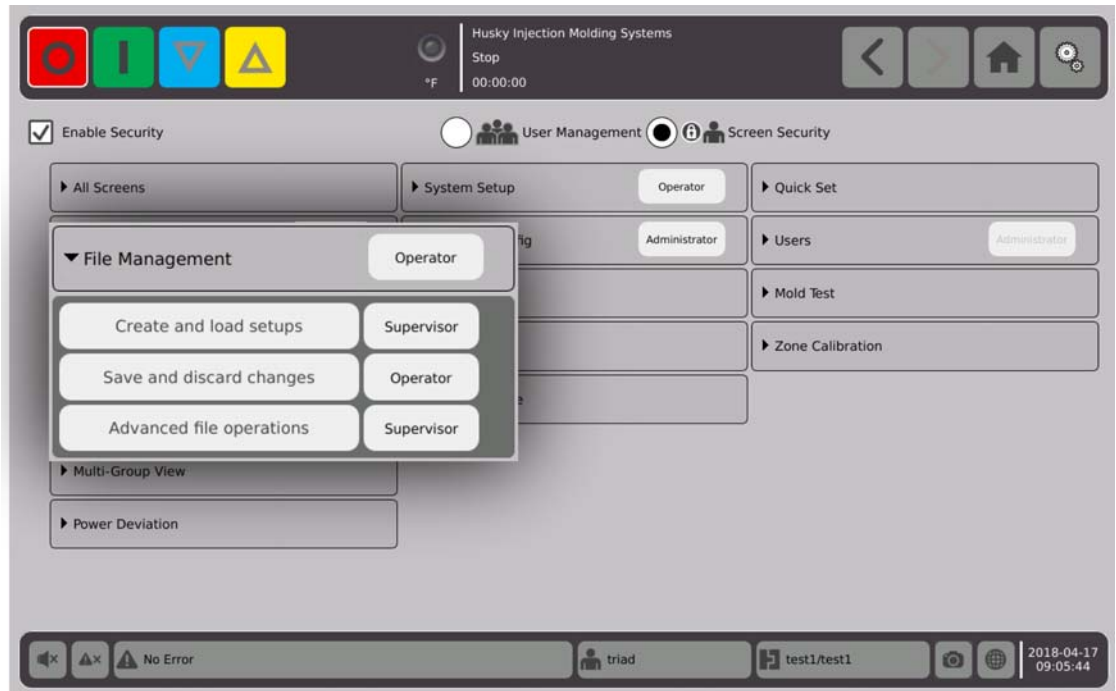 Husky Injection Molding Systems
Stop
°F 00:00:00
Enable Security
User Management
Screen Security
All Screens
System Setup
Operator
Quick Set
File Management
Operator
Administrator
Users
Administrator
Create and load setups
Supervisor
Mold Test
Save and discard changes
Operator
Zone Calibration
Advanced file operations
Supervisor
Multi-Group View
Power Deviation
No Error
triad
test1/test1
2018-04-17
09:05:44